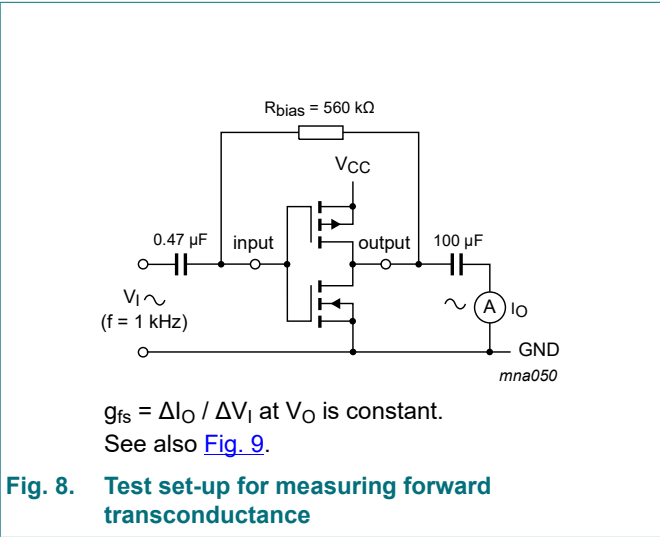 Rbias = 560 kΩ
VCC
0.47 µF input output 100 µF
VI
(f = 1 kHz)
A IO
GND
mna050
gfs = ΔIO / ΔVI at VO is constant.
See also Fig. 9.
Fig. 8. Test set-up for measuring forward
transconductance